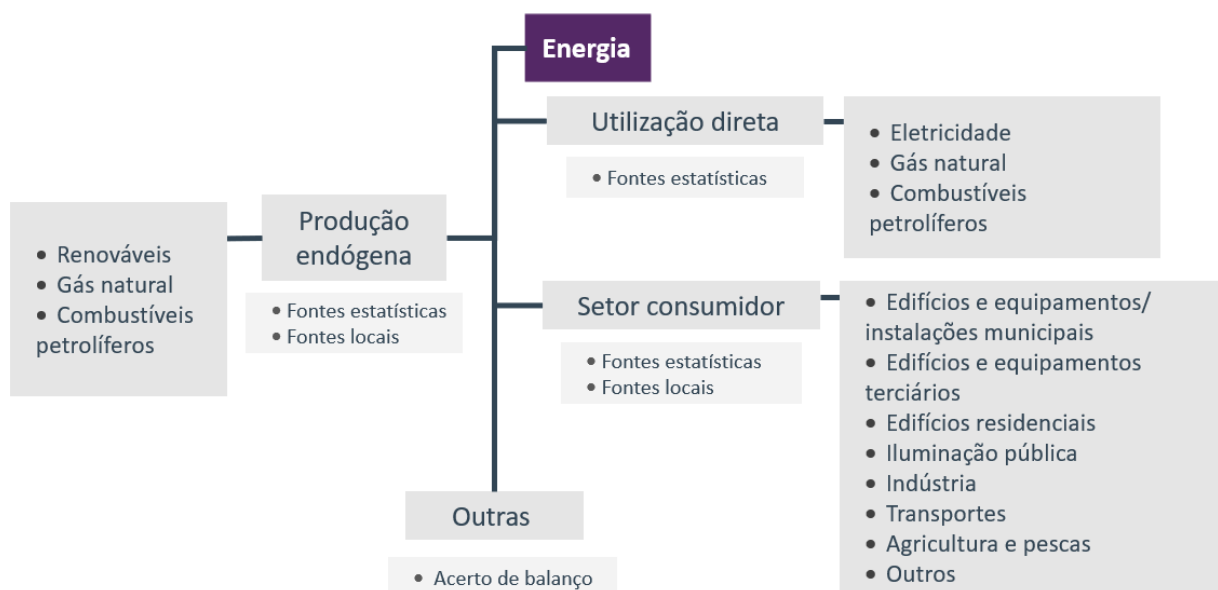 Energia
Utilização direta
• Fontes estatísticas
• Eletricidade
• Gás natural
• Combustíveis
petrolíferos
Produção
endógena
• Fontes estatísticas
• Fontes locais
• Renováveis
• Gás natural
• Combustíveis
petrolíferos
Setor consumidor
• Fontes estatísticas
• Fontes locais
• Edifícios e equipamentos/
instalações municipais
• Edifícios e equipamentos
terciários
• Edifícios residenciais
• Iluminação pública
• Indústria
• Transportes
• Agricultura e pescas
• Outros
Outras
• Acerto de balanço